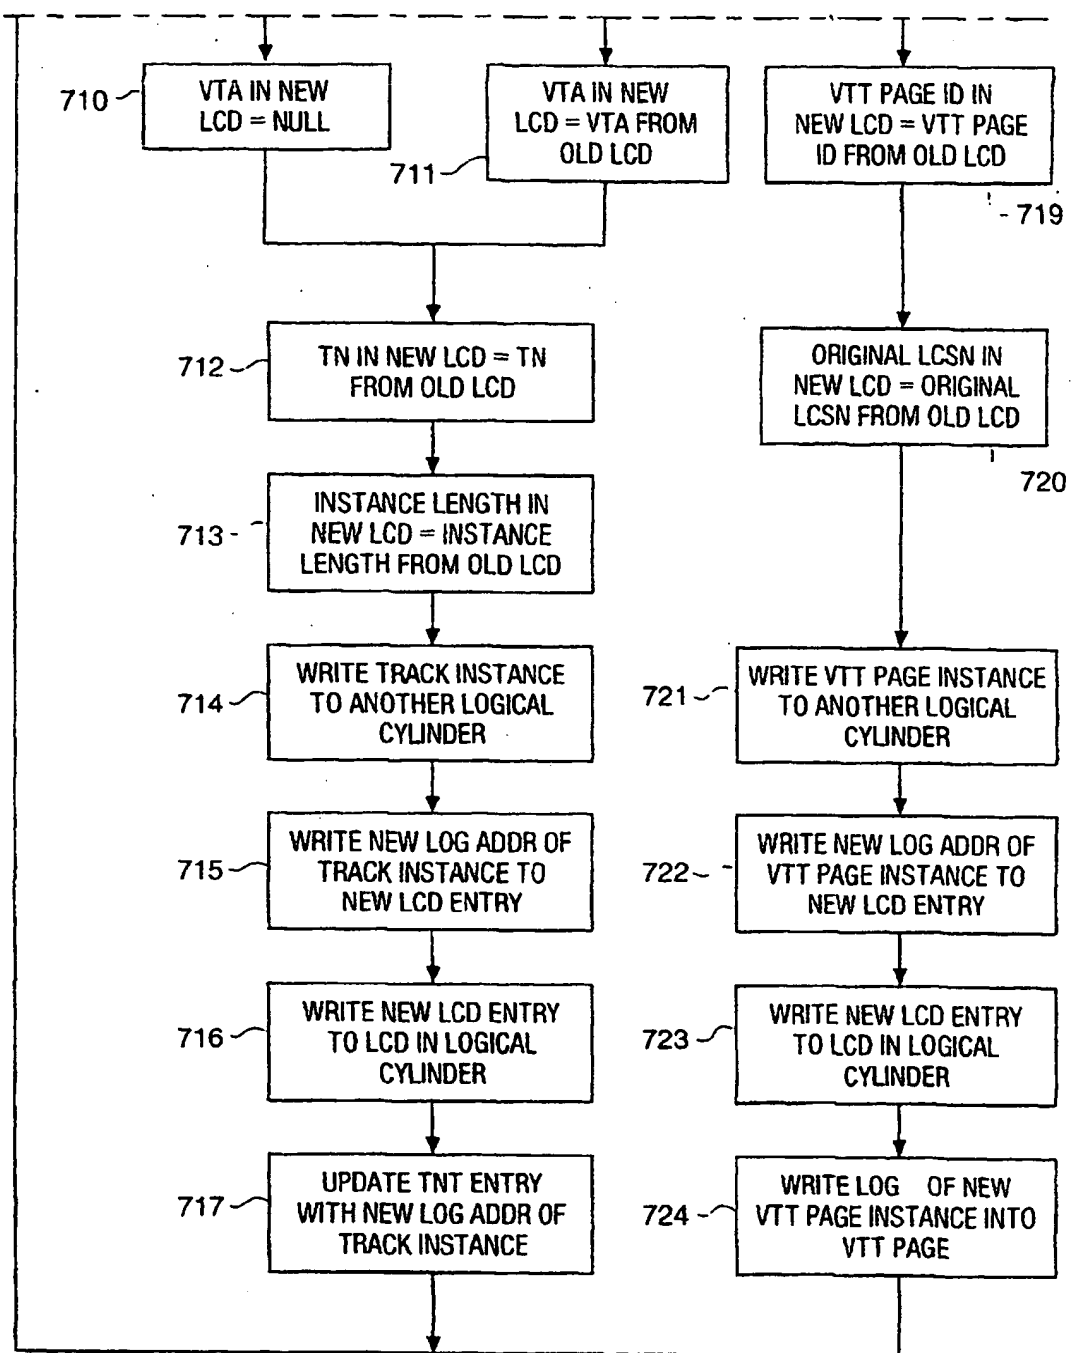 710
VTA IN NEW
LCD = NULL
711
VTA IN NEW
LCD = VTA FROM
OLD LCD
VTT PAGE ID IN
NEW LCD = VTT PAGE
ID FROM OLD LCD
719
712
TN IN NEW LCD = TN
FROM OLD LCD
ORIGINAL LCSN IN
NEW LCD = ORIGINAL
LCSN FROM OLD LCD
720
713
INSTANCE LENGTH IN
NEW LCD = INSTANCE
LENGTH FROM OLD LCD
714
WRITE TRACK INSTANCE
TO ANOTHER LOGICAL
CYLINDER
721
WRITE VTT PAGE INSTANCE
TO ANOTHER LOGICAL
CYLINDER
715
WRITE NEW LOG ADDR OF
TRACK INSTANCE TO
NEW LCD ENTRY
722
WRITE NEW LOG ADDR OF
VTT PAGE INSTANCE TO
NEW LCD ENTRY
716
WRITE NEW LCD ENTRY
TO LCD IN LOGICAL
CYLINDER
723
WRITE NEW LCD ENTRY
TO LCD IN LOGICAL
CYLINDER
717
UPDATE TNT ENTRY
WITH NEW LOG ADDR OF
TRACK INSTANCE
724
WRITE LOG OF NEW
VTT PAGE INSTANCE INTO
VTT PAGE